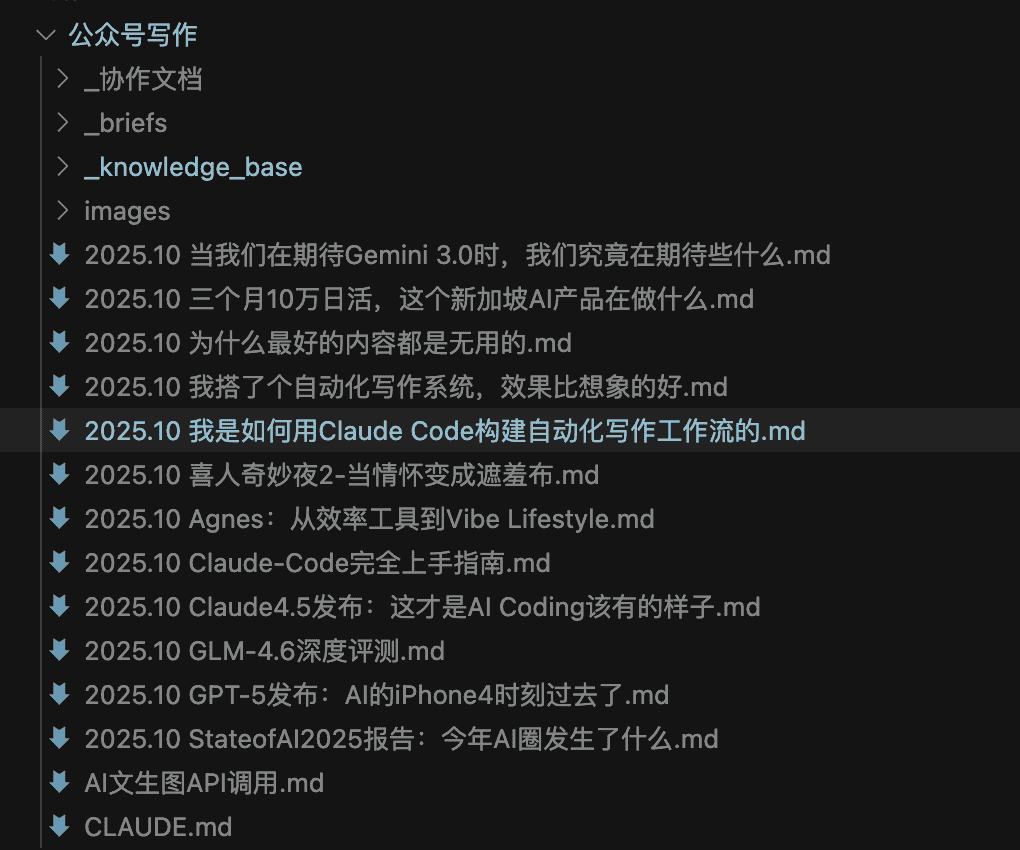 公众号写作
_协作文档
_briefs
_knowledge_base
images
2025.10 当我们在期待Gemini 3.0时，我们究竟在期待些什么.md
2025.10 三个月10万日活，这个新加坡AI产品在做什么.md
2025.10 为什么最好的内容都是无用的.md
2025.10 我搭了个自动化写作系统，效果比想象的好.md
2025.10 我是如何用Claude Code构建自动化写作工作流的.md
2025.10 喜人奇妙夜2-当情怀变成遮羞布.md
2025.10 Agnes：从效率工具到Vibe Lifestyle.md
2025.10 Claude-Code完全上手指南.md
2025.10 Claude4.5发布：这才是AI Coding该有的样子.md
2025.10 GLM-4.6深度评测.md
2025.10 GPT-5发布：AI的iPhone4时刻过去了.md
2025.10 StateofAI2025报告：今年AI圈发生了什么.md
AI文生图API调用.md
CLAUDE.md